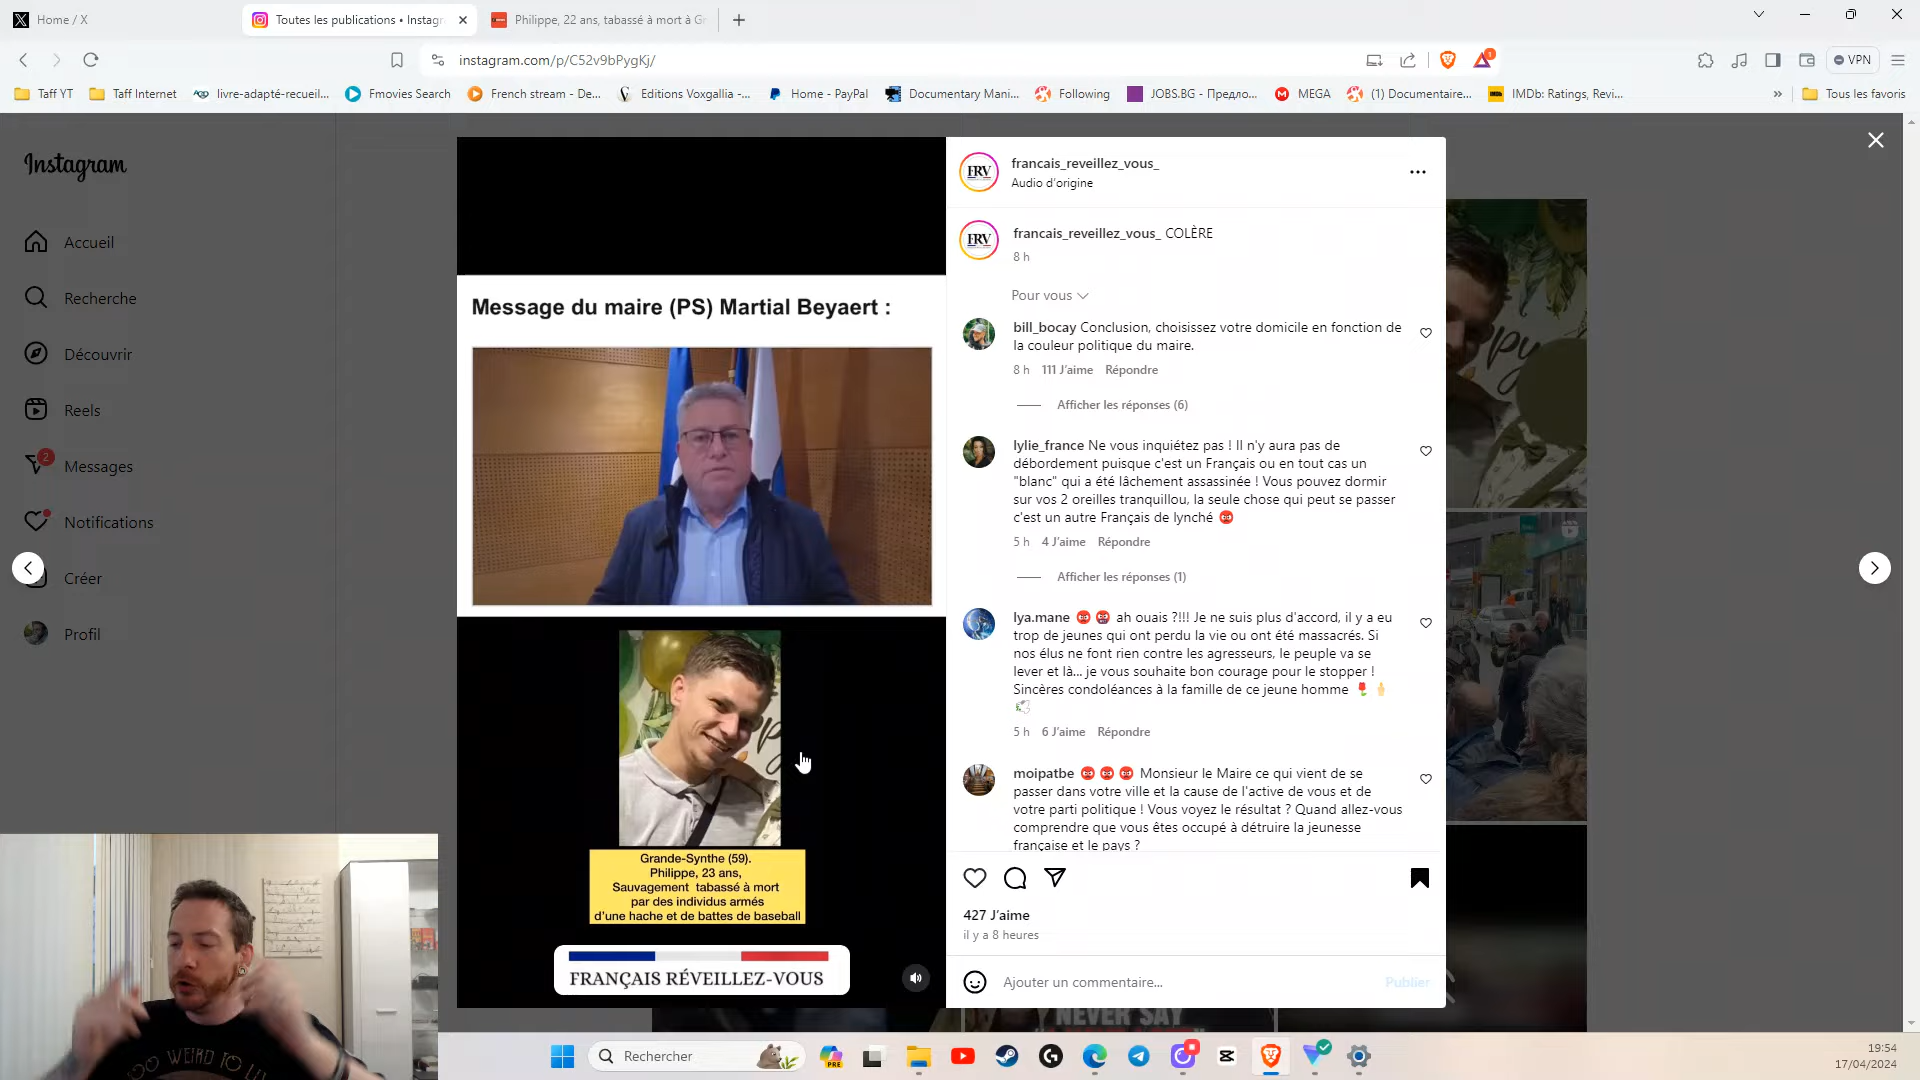 Home / X
Toutes les publications • Instagr
Philippe, 22 ans, tabassé à mort à Gr
instagram.com/p/C52v9bPygKj/
VPN
Taff YT
Taff Internet
livre-adapté-recueil...
Fmovies Search
French stream - De...
Editions Voxgallia -...
Home - PayPal
Documentary Mani...
Following
JOBS.BG - Предло...
MEGA
(1) Documentaire...
IMDb: Ratings, Revi...
»
Tous les favoris
Instagram
Accueil
Recherche
Découvrir
Reels
2
Messages
Notifications
Créer
Profil
Message du maire (PS) Martial Beyaert :
Grande-Synthe (59).
Philippe, 23 ans,
Sauvagement tabassé à mort
par des individus armés
d'une hache et de battes de baseball
FRANÇAIS RÉVEILLEZ-VOUS
FRV
francais_reveillez_vous_
Audio d'origine
FRV
francais_reveillez_vous_ COLÈRE
8 h
Pour vous
bill_bocay Conclusion, choisissez votre domicile en fonction de
la couleur politique du maire.
8 h 111 J'aime Répondre
Afficher les réponses (6)
lylie_france Ne vous inquiétez pas ! Il n'y aura pas de
débordement puisque c'est un Français ou en tout cas un
"blanc" qui a été lâchement assassinée ! Vous pouvez dormir
sur vos 2 oreilles tranquillou, la seule chose qui peut se passer
c'est un autre Français de lynché
5 h 4 J'aime Répondre
Afficher les réponses (1)
lya.mane ah ouais ?!!! Je ne suis plus d'accord, il y a eu
trop de jeunes qui ont perdu la vie ou ont été massacrés. Si
nos élus ne font rien contre les agresseurs, le peuple va se
lever et là... je vous souhaite bon courage pour le stopper !
Sincères condoléances à la famille de ce jeune homme
5 h 6 J'aime Répondre
moipatbe Monsieur le Maire ce qui vient de se
passer dans votre ville et la cause de l'active de vous et de
votre parti politique ! Vous voyez le résultat ? Quand allez-vous
comprendre que vous êtes occupé à détruire la jeunesse
française et le pays ?
427 J'aime
il y a 8 heures
Ajouter un commentaire...
Publier
NEVER SAY
OO WEIRD TO L
Rechercher
PRE
19:54
17/04/2024